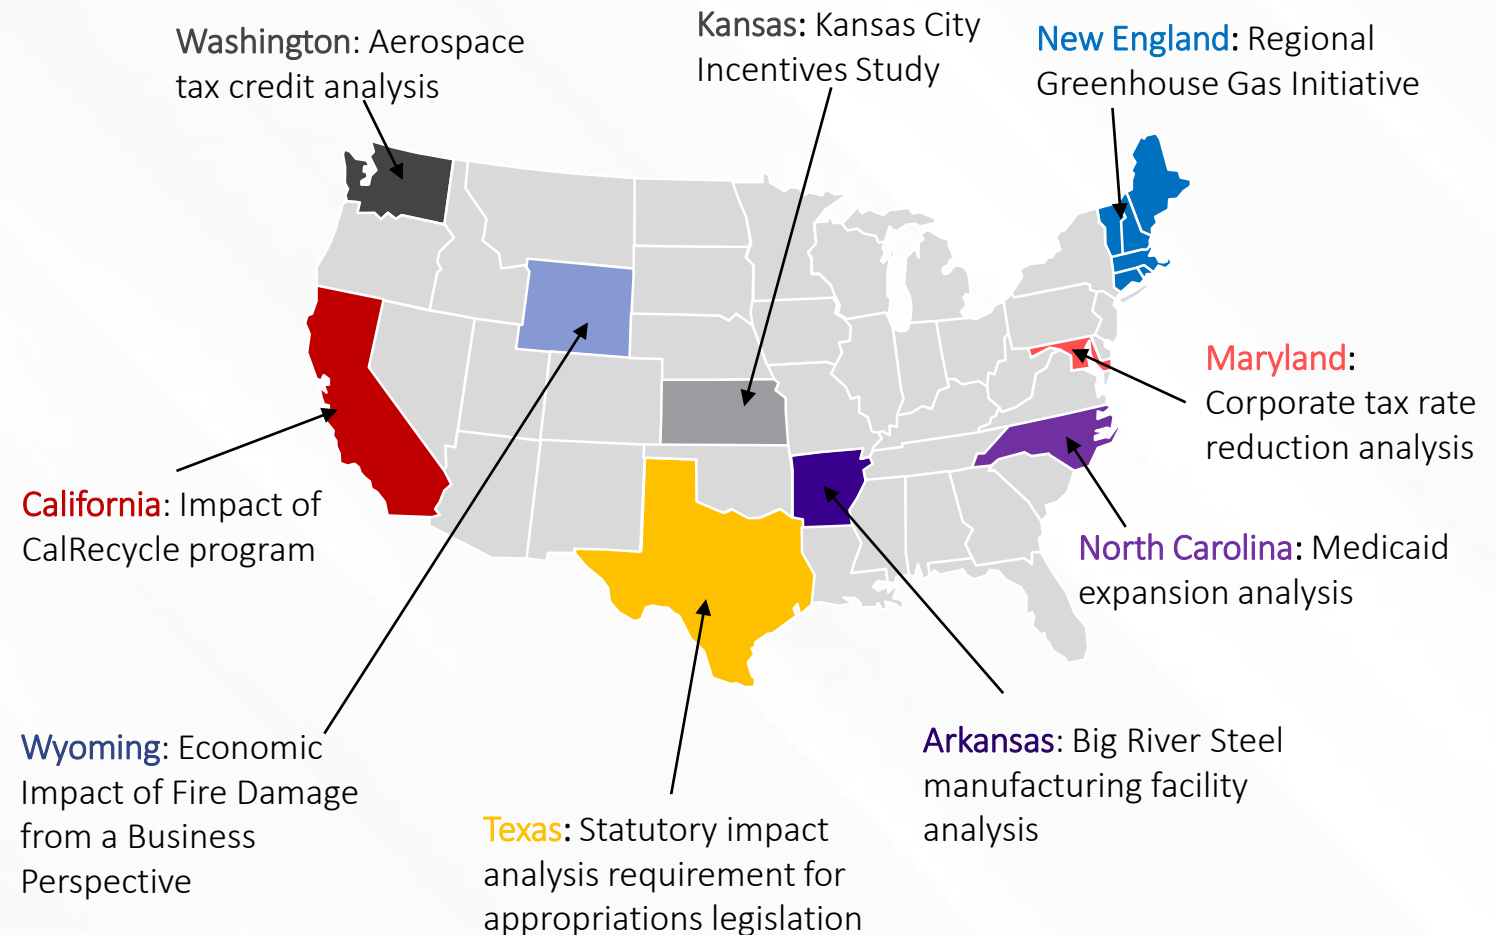 Washington: Aerospace
tax credit analysis
Kansas: Kansas City
Incentives Study
New England: Regional
Greenhouse Gas Initiative
Maryland:
Corporate tax rate
reduction analysis
California: Impact of
CalRecycle program
North Carolina: Medicaid
expansion analysis
Wyoming: Economic
Impact of Fire Damage
from a Business
Perspective
Texas: Statutory impact
analysis requirement for
appropriations legislation
Arkansas: Big River Steel
manufacturing facility
analysis